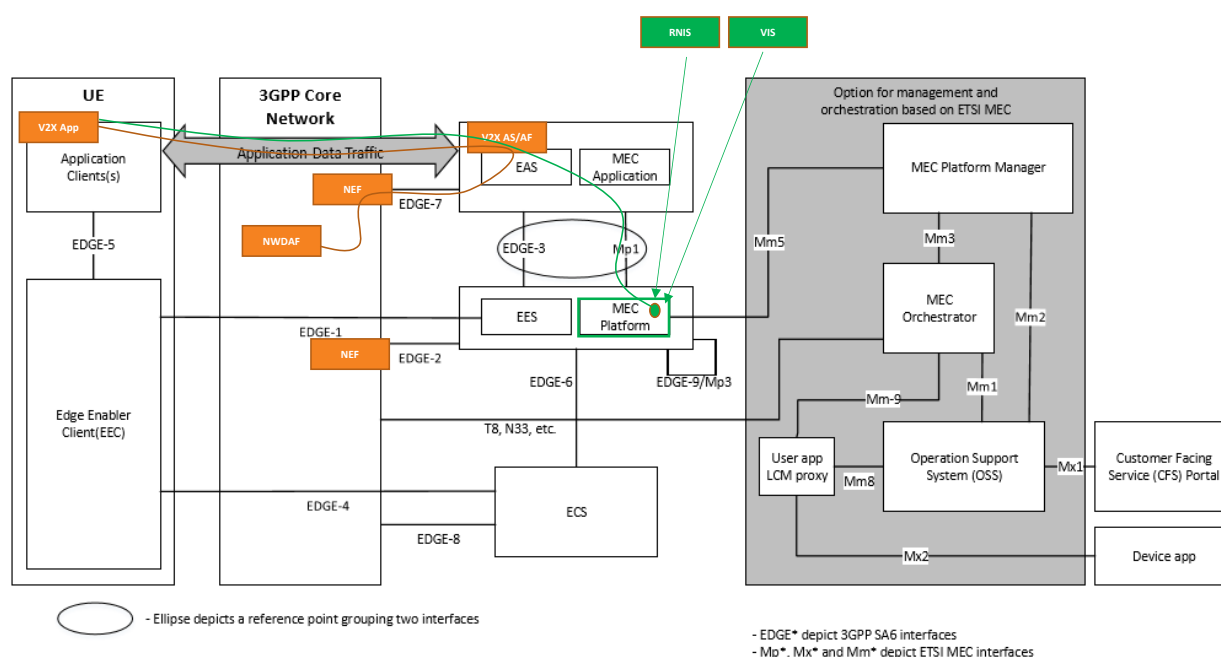 RNIS
VIS
UE
3GPP Core
Network
Option for management and
orchestration based on ETSI MEC
V2X App
V2X AS/AF
Application
Clients(s)
Application Data Traffic
EAS
MEC
Application
MEC Platform Manager
NEF
EDGE-7
NWDAF
EDGE-5
EDGE-3
Mp1
Mm5
Mm3
EES
MEC
Platform
MEC
Orchestrator
Mm2
EDGE-1
NEF
EDGE-2
EDGE-6
EDGE-9/Mp3
Mm1
Mm-9
Edge Enabler
Client(EEC)
T8, N33, etc.
User app
LCM proxy
Mm8
Operation Support
System (OSS)
Mx1
Customer Facing
Service (CFS) Portal
EDGE-4
ECS
EDGE-8
Mx2
Device app
- Ellipse depicts a reference point grouping two interfaces
- EDGE* depict 3GPP SA6 interfaces
- Mp*, Mx* and Mm* depict ETSI MEC interfaces